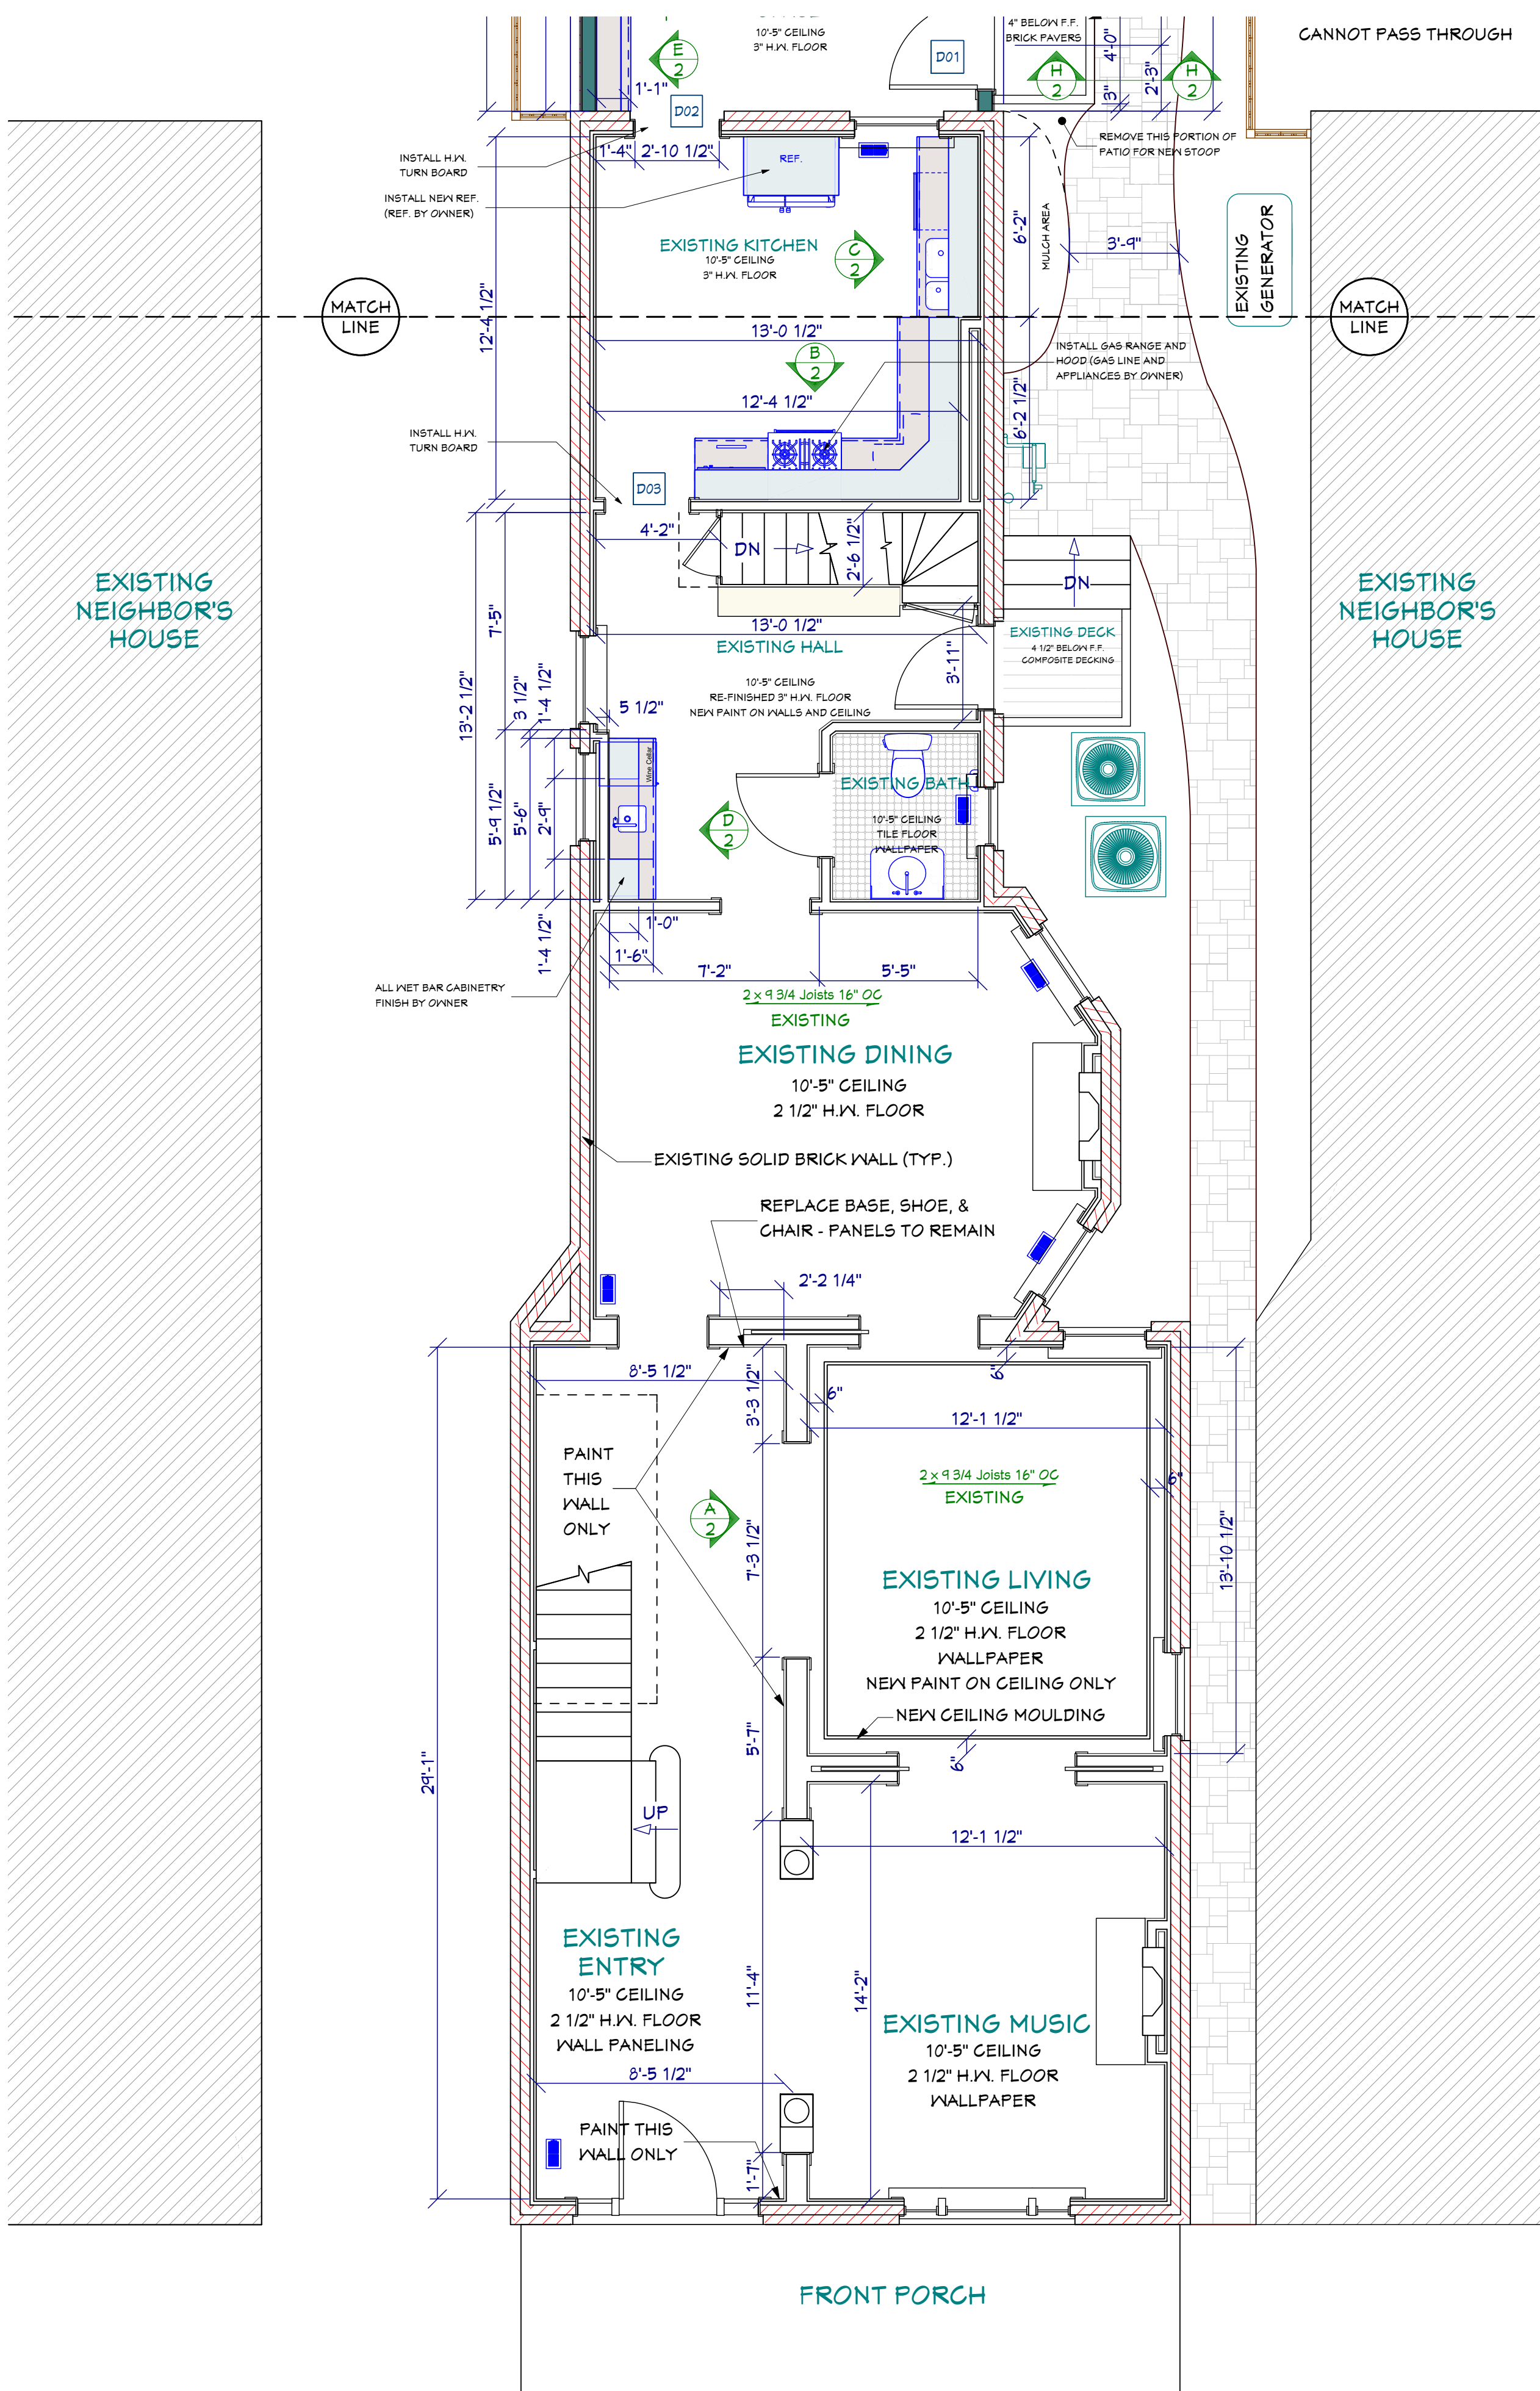 10'-5" CEILING
3" H.W. FLOOR
4" BELOW F.F.
BRICK PAVERS
CANNOT PASS THROUGH
E
2
D01
H
2
H
2
4'-0"
3"
2'-3"
1'-1"
D02
REMOVE THIS PORTION OF
PATIO FOR NEW STOOP
INSTALL H.W.
TURN BOARD
1'-4"
2'-10 1/2"
REF.
INSTALL NEW REF.
(REF. BY OWNER)
EXISTING KITCHEN
10'-5" CEILING
3" H.W. FLOOR
C
2
6'-2"
MULCH AREA
3'-9"
EXISTING
GENERATOR
MATCH
LINE
MATCH
LINE
12'-4 1/2"
13'-0 1/2"
B
2
INSTALL GAS RANGE AND
HOOD (GAS LINE AND
APPLIANCES BY OWNER)
12'-4 1/2"
6'-2 1/2"
INSTALL H.W.
TURN BOARD
D03
4'-2"
DN
2'-6 1/2"
DN
EXISTING
NEIGHBOR'S
HOUSE
EXISTING
NEIGHBOR'S
HOUSE
7'-5"
13'-0 1/2"
EXISTING HALL
10'-5" CEILING
RE-FINISHED 3" H.W. FLOOR
NEW PAINT ON WALLS AND CEILING
3'-11"
EXISTING DECK
4 1/2" BELOW F.F.
COMPOSITE DECKING
13'-2 1/2"
3 1/2"
1'-4 1/2"
5 1/2"
Wine Cellar
EXISTING BATH
10'-5" CEILING
TILE FLOOR
WALLPAPER
D
2
5'-9 1/2"
5'-6"
2'-9"
1'-4 1/2"
1'-0"
1'-6"
7'-2"
5'-5"
ALL WET BAR CABINETRY
FINISH BY OWNER
2 x 9 3/4 Joists 16" OC
EXISTING
EXISTING DINING
10'-5" CEILING
2 1/2" H.W. FLOOR
EXISTING SOLID BRICK WALL (TYP.)
REPLACE BASE, SHOE, &
CHAIR - PANELS TO REMAIN
2'-2 1/4"
8'-5 1/2"
3'-3 1/2"
6"
6"
12'-1 1/2"
PAINT
THIS
WALL
ONLY
2 x 9 3/4 Joists 16" OC
EXISTING
6"
A
2
7'-3 1/2"
13'-10 1/2"
EXISTING LIVING
10'-5" CEILING
2 1/2" H.W. FLOOR
WALLPAPER
NEW PAINT ON CEILING ONLY
NEW CEILING MOULDING
29'-1"
5'-7"
6"
UP
12'-1 1/2"
EXISTING
ENTRY
10'-5" CEILING
2 1/2" H.W. FLOOR
WALL PANELING
11'-4"
14'-2"
EXISTING MUSIC
10'-5" CEILING
2 1/2" H.W. FLOOR
WALLPAPER
8'-5 1/2"
PAINT THIS
WALL ONLY
1'-7"
FRONT PORCH